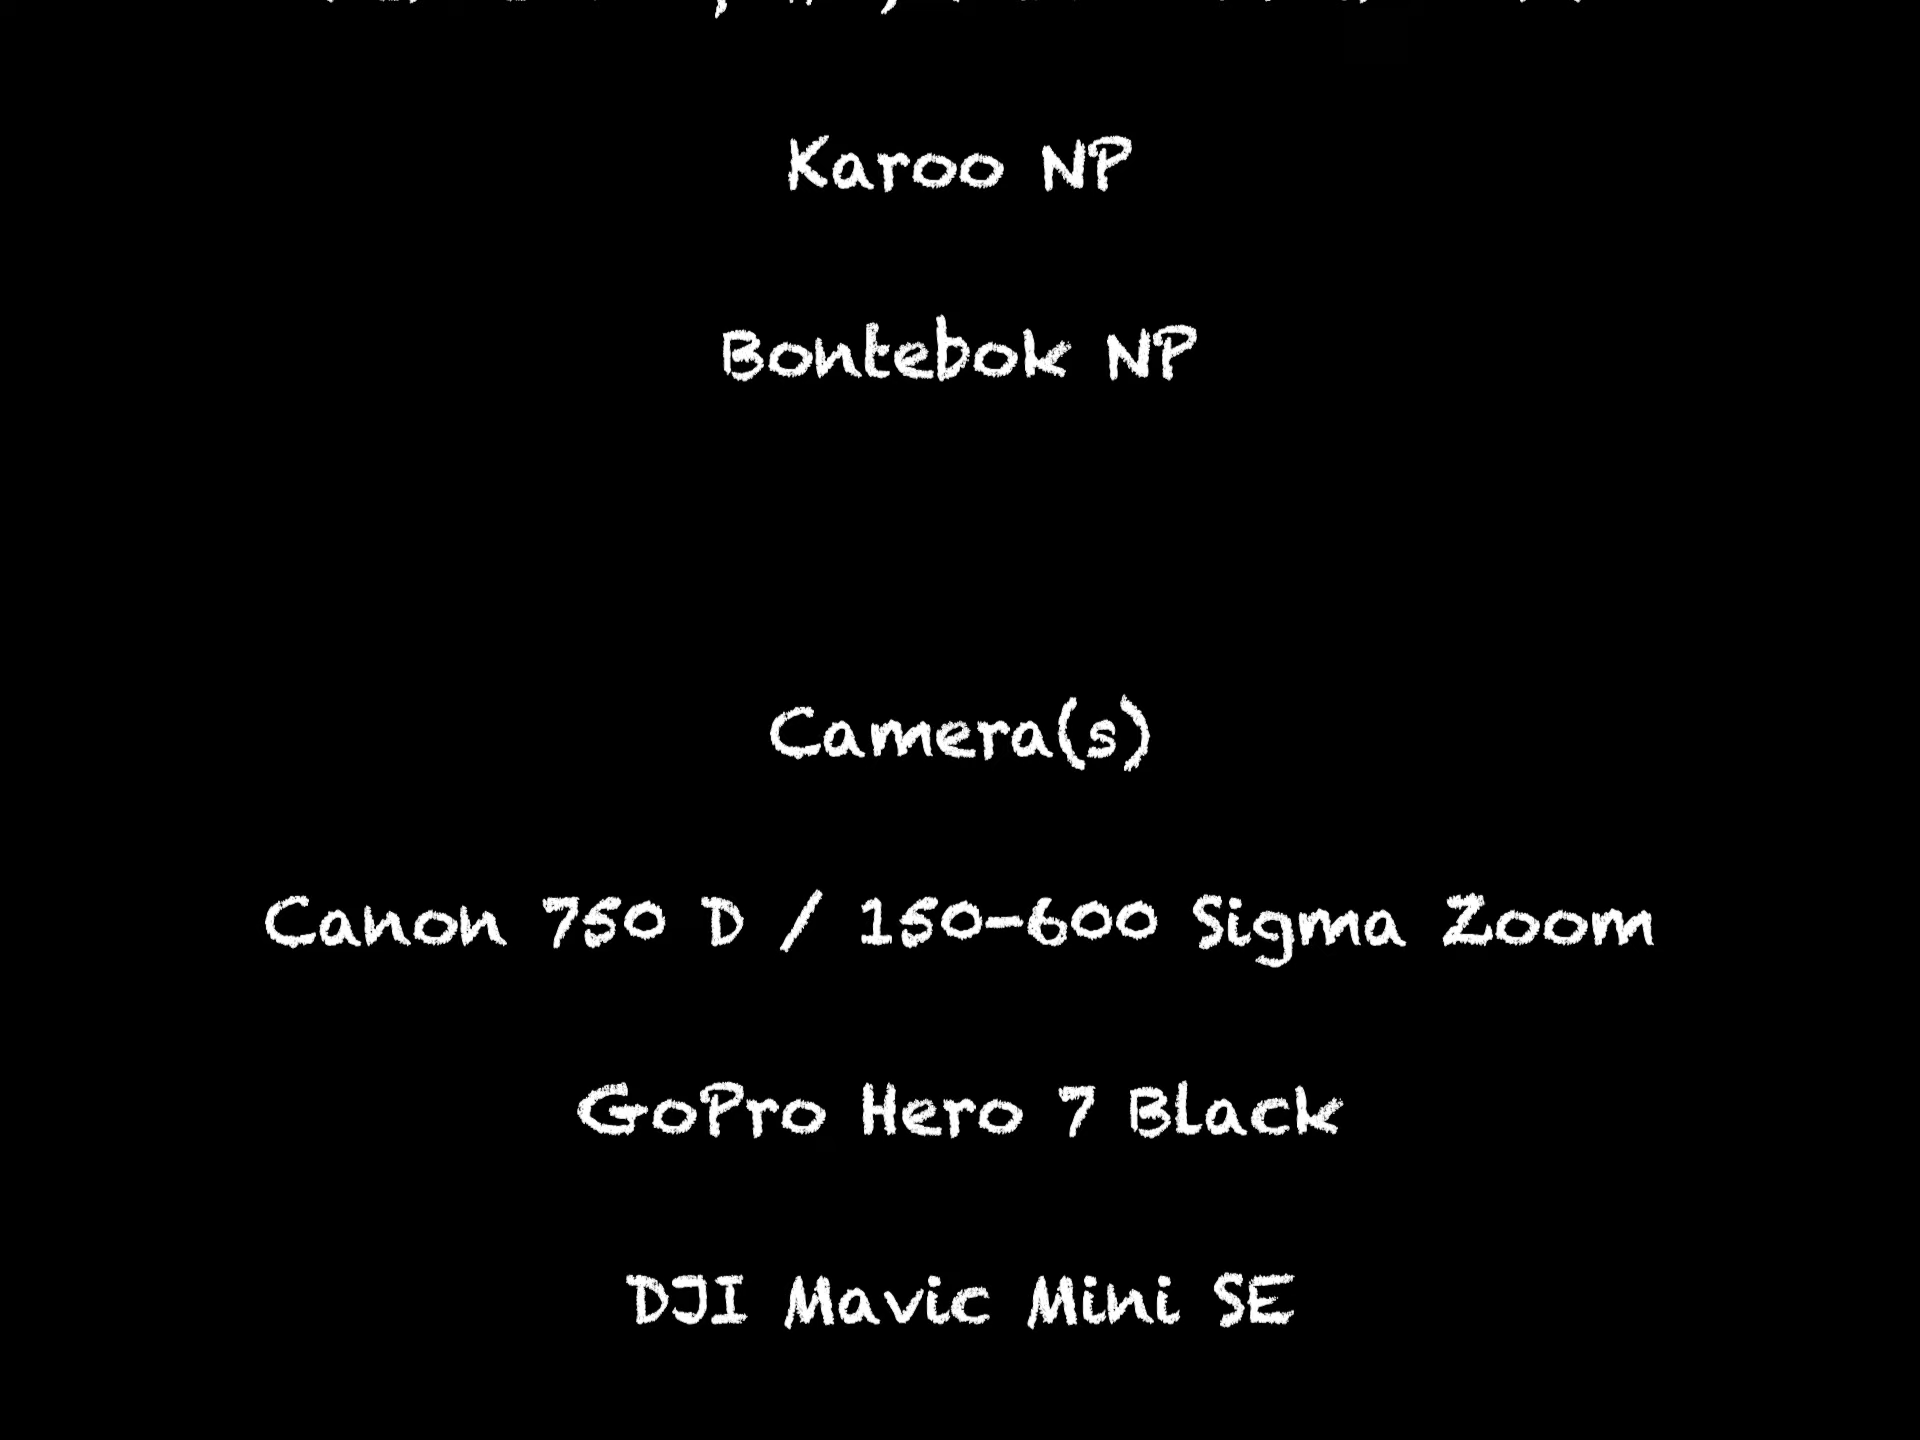 Karoo NP
Bontebok NP
Camera(s)
Canon 750 D / 150-600 Sigma Zoom
GoPro Hero 7 Black
DJI Mavic Mini SE